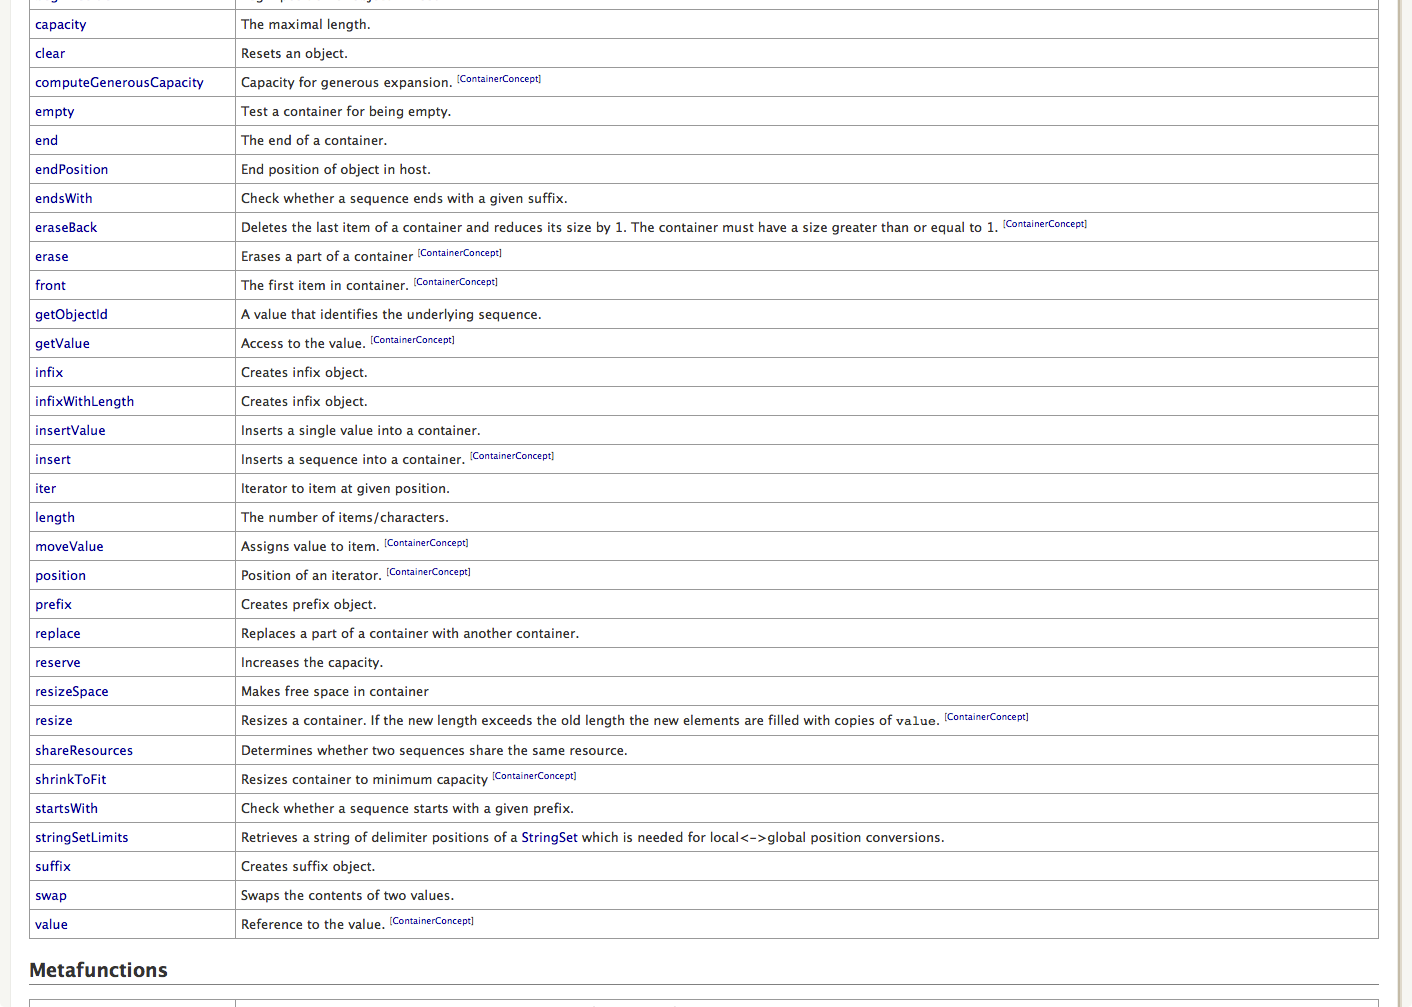 capacity The maximal length.
clear Resets an object.
computeGenerousCapacity Capacity for generous expansion. [ContainerConcept]
empty Test a container for being empty.
end The end of a container.
endPosition End position of object in host.
endsWith Check whether a sequence ends with a given suffix.
eraseBack Deletes the last item of a container and reduces its size by 1. The container must have a size greater than or equal to 1. [ContainerConcept]
erase Erases a part of a container [ContainerConcept]
front The first item in container. [ContainerConcept]
getObjectId A value that identifies the underlying sequence.
getValue Access to the value. [ContainerConcept]
infix Creates infix object.
infixWithLength Creates infix object.
insertValue Inserts a single value into a container.
insert Inserts a sequence into a container. [ContainerConcept]
iter Iterator to item at given position.
length The number of items/characters.
moveValue Assigns value to item. [ContainerConcept]
position Position of an iterator. [ContainerConcept]
prefix Creates prefix object.
replace Replaces a part of a container with another container.
reserve Increases the capacity.
resizeSpace Makes free space in container
resize Resizes a container. If the new length exceeds the old length the new elements are filled with copies of value. [ContainerConcept]
shareResources Determines whether two sequences share the same resource.
shrinkToFit Resizes container to minimum capacity [ContainerConcept]
startsWith Check whether a sequence starts with a given prefix.
stringSetLimits Retrieves a string of delimiter positions of a StringSet which is needed for local<->global position conversions.
suffix Creates suffix object.
swap Swaps the contents of two values.
value Reference to the value. [ContainerConcept]
Metafunctions